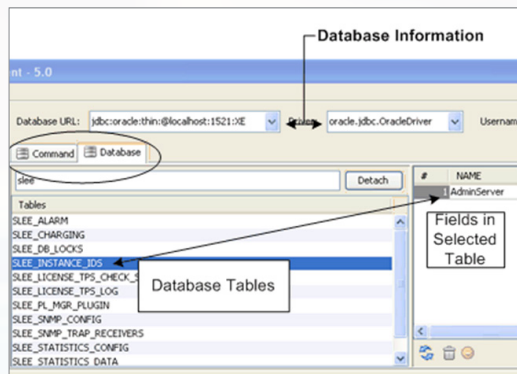 Database Information
nt - 5.0
Database URL: jdbc:oracle:thin:@localhost:1521:XE oracle.jdbc.OracleDriver Usernam
Command Database
slee Detach
# NAME
1 AdminServer
Tables
SLEE_ALARM
SLEE_CHARGING
SLEE_DB_LOCKS
SLEE_INSTANCE_IDS
SLEE_LICENSE_TPS_CHECK_S
SLEE_LICENSE_TPS_LOG
SLEE_PL_MGR_PLUGIN
SLEE_SNMP_CONFIG
SLEE_SNMP_TRAP_RECEIVERS
SLEE_STATISTICS_CONFIG
SLEE_STATISTICS_DATA
Database Tables
Fields in
Selected
Table